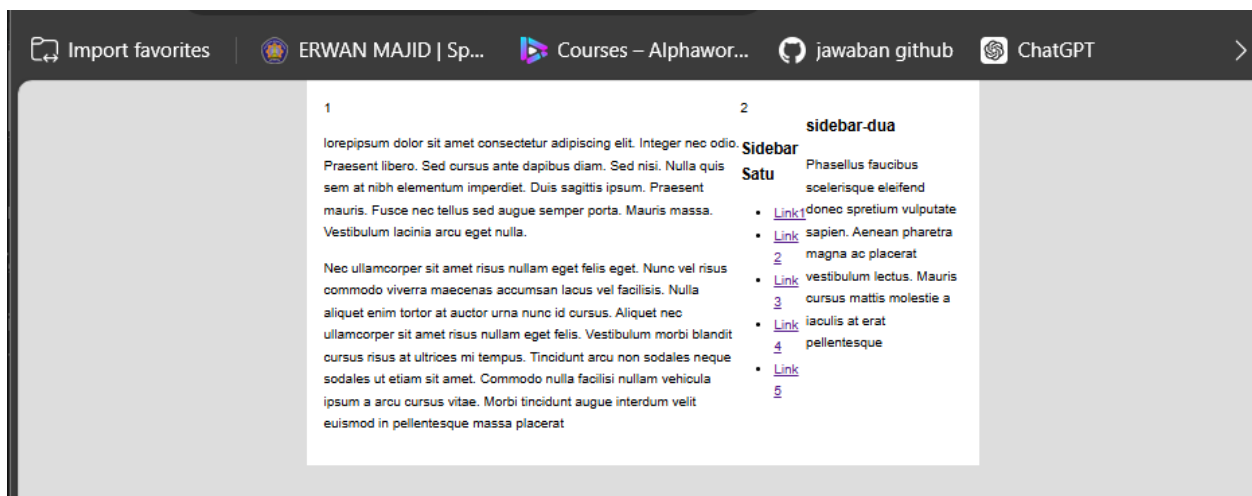 Import favorites
ERWAN MAJID | Sp...
Courses – Alphawor...
jawaban github
ChatGPT
1
lorepipsum dolor sit amet consectetur adipiscing elit. Integer nec odio.
Praesent libero. Sed cursus ante dapibus diam. Sed nisi. Nulla quis
sem at nibh elementum imperdiet. Duis sagittis ipsum. Praesent
mauris. Fusce nec tellus sed augue semper porta. Mauris massa.
Vestibulum lacinia arcu eget nulla.
Nec ullamcorper sit amet risus nullam eget felis eget. Nunc vel risus
commodo viverra maecenas accumsan lacus vel facilisis. Nulla
aliquet enim tortor at auctor urna nunc id cursus. Aliquet nec
ullamcorper sit amet risus nullam eget felis. Vestibulum morbi blandit
cursus risus at ultrices mi tempus. Tincidunt arcu non sodales neque
sodales ut etiam sit amet. Commodo nulla facilisi nullam vehicula
ipsum a arcu cursus vitae. Morbi tincidunt augue interdum velit
euismod in pellentesque massa placerat
2
Sidebar
Satu
Link1
Link
2
Link
3
Link
4
Link
5
sidebar-dua
Phasellus faucibus
scelerisque eleifend
donec spretium vulputate
sapien. Aenean pharetra
magna ac placerat
vestibulum lectus. Mauris
cursus mattis molestie a
iaculis at erat
pellentesque